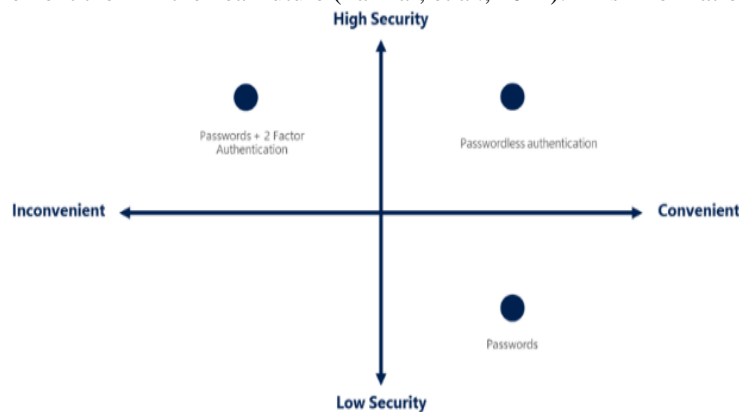 High Security
Passwords + 2 Factor
Authentication
Passwordless authentication
Inconvenient
Convenient
Passwords
Low Security